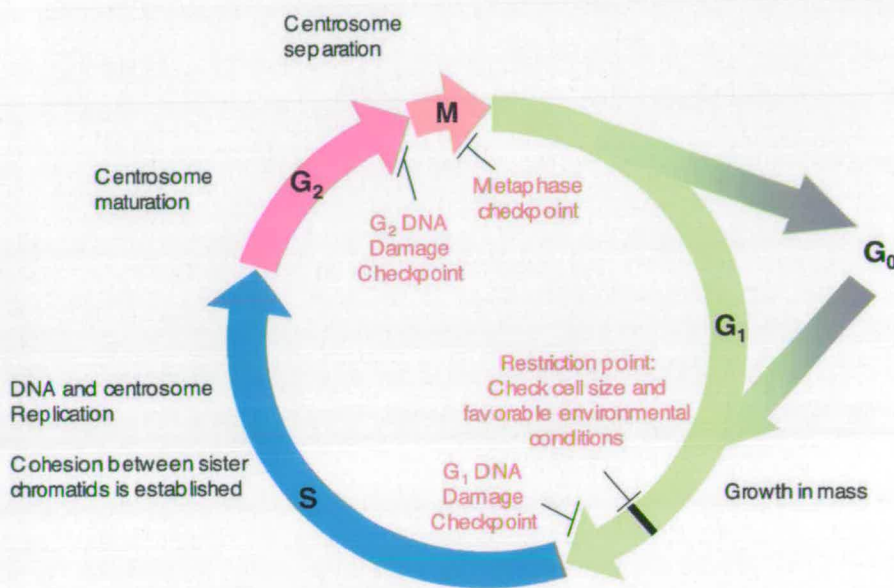 Centrosome
separation
M
G₂
Centrosome
maturation
Metaphase
checkpoint
G₂ DNA
Damage
Checkpoint
G₀
G₁
Restriction point:
Check cell size and
favorable environmental
conditions
DNA and centrosome
Replication
Cohesion between sister
chromatids is established
S
G₁ DNA
Damage
Checkpoint
Growth in mass